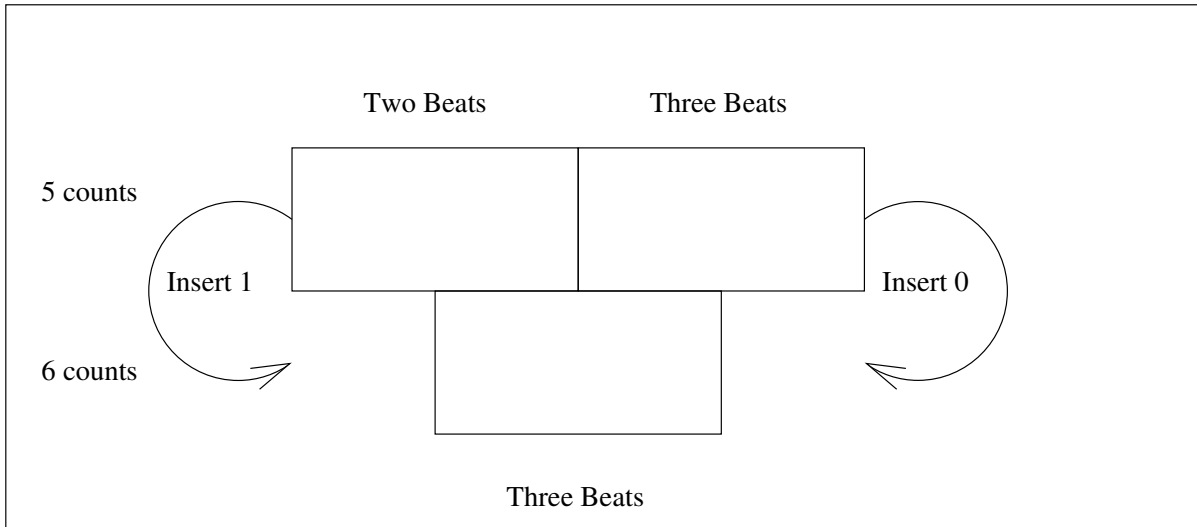 Two Beats
Three Beats
5 counts
Insert 1
Insert 0
6 counts
Three Beats